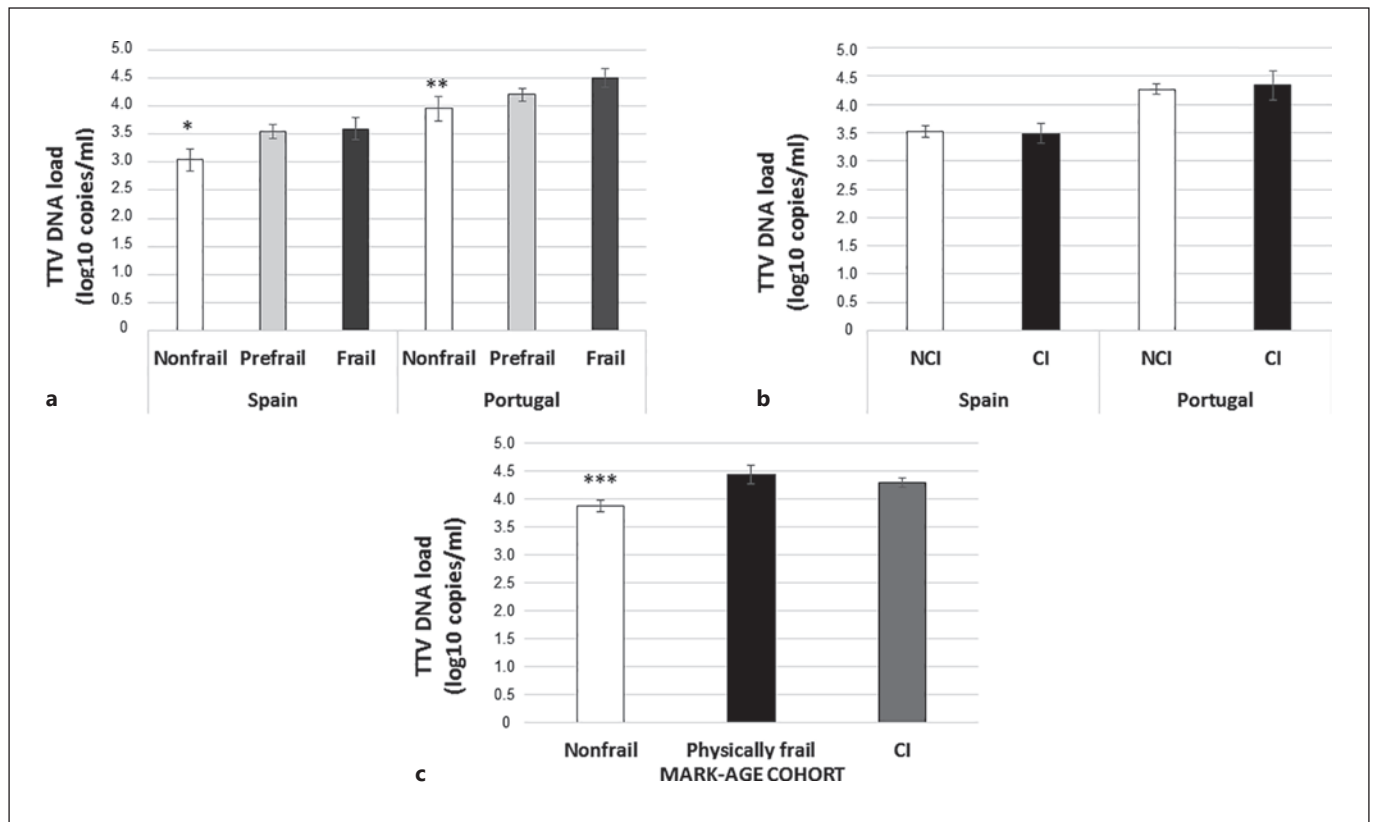 5.0
4.5
4.0
3.5
3.0
2.5
2.0
1.5
1.0
0.5
0
TTV DNA load
(log10 copies/ml)
*
**
Nonfrail Prefrail Frail Nonfrail Prefrail Frail
Spain Portugal
a
5.0
4.5
4.0
3.5
3.0
2.5
2.0
1.5
1.0
0.5
0
TTV DNA load
(log10 copies/ml)
NCI CI NCI CI
Spain Portugal
b
5.0
4.5
4.0
3.5
3.0
2.5
2.0
1.5
1.0
0.5
0
TTV DNA load
(log10 copies/ml)
***
Nonfrail Physically frail CI
MARK-AGE COHORT
c